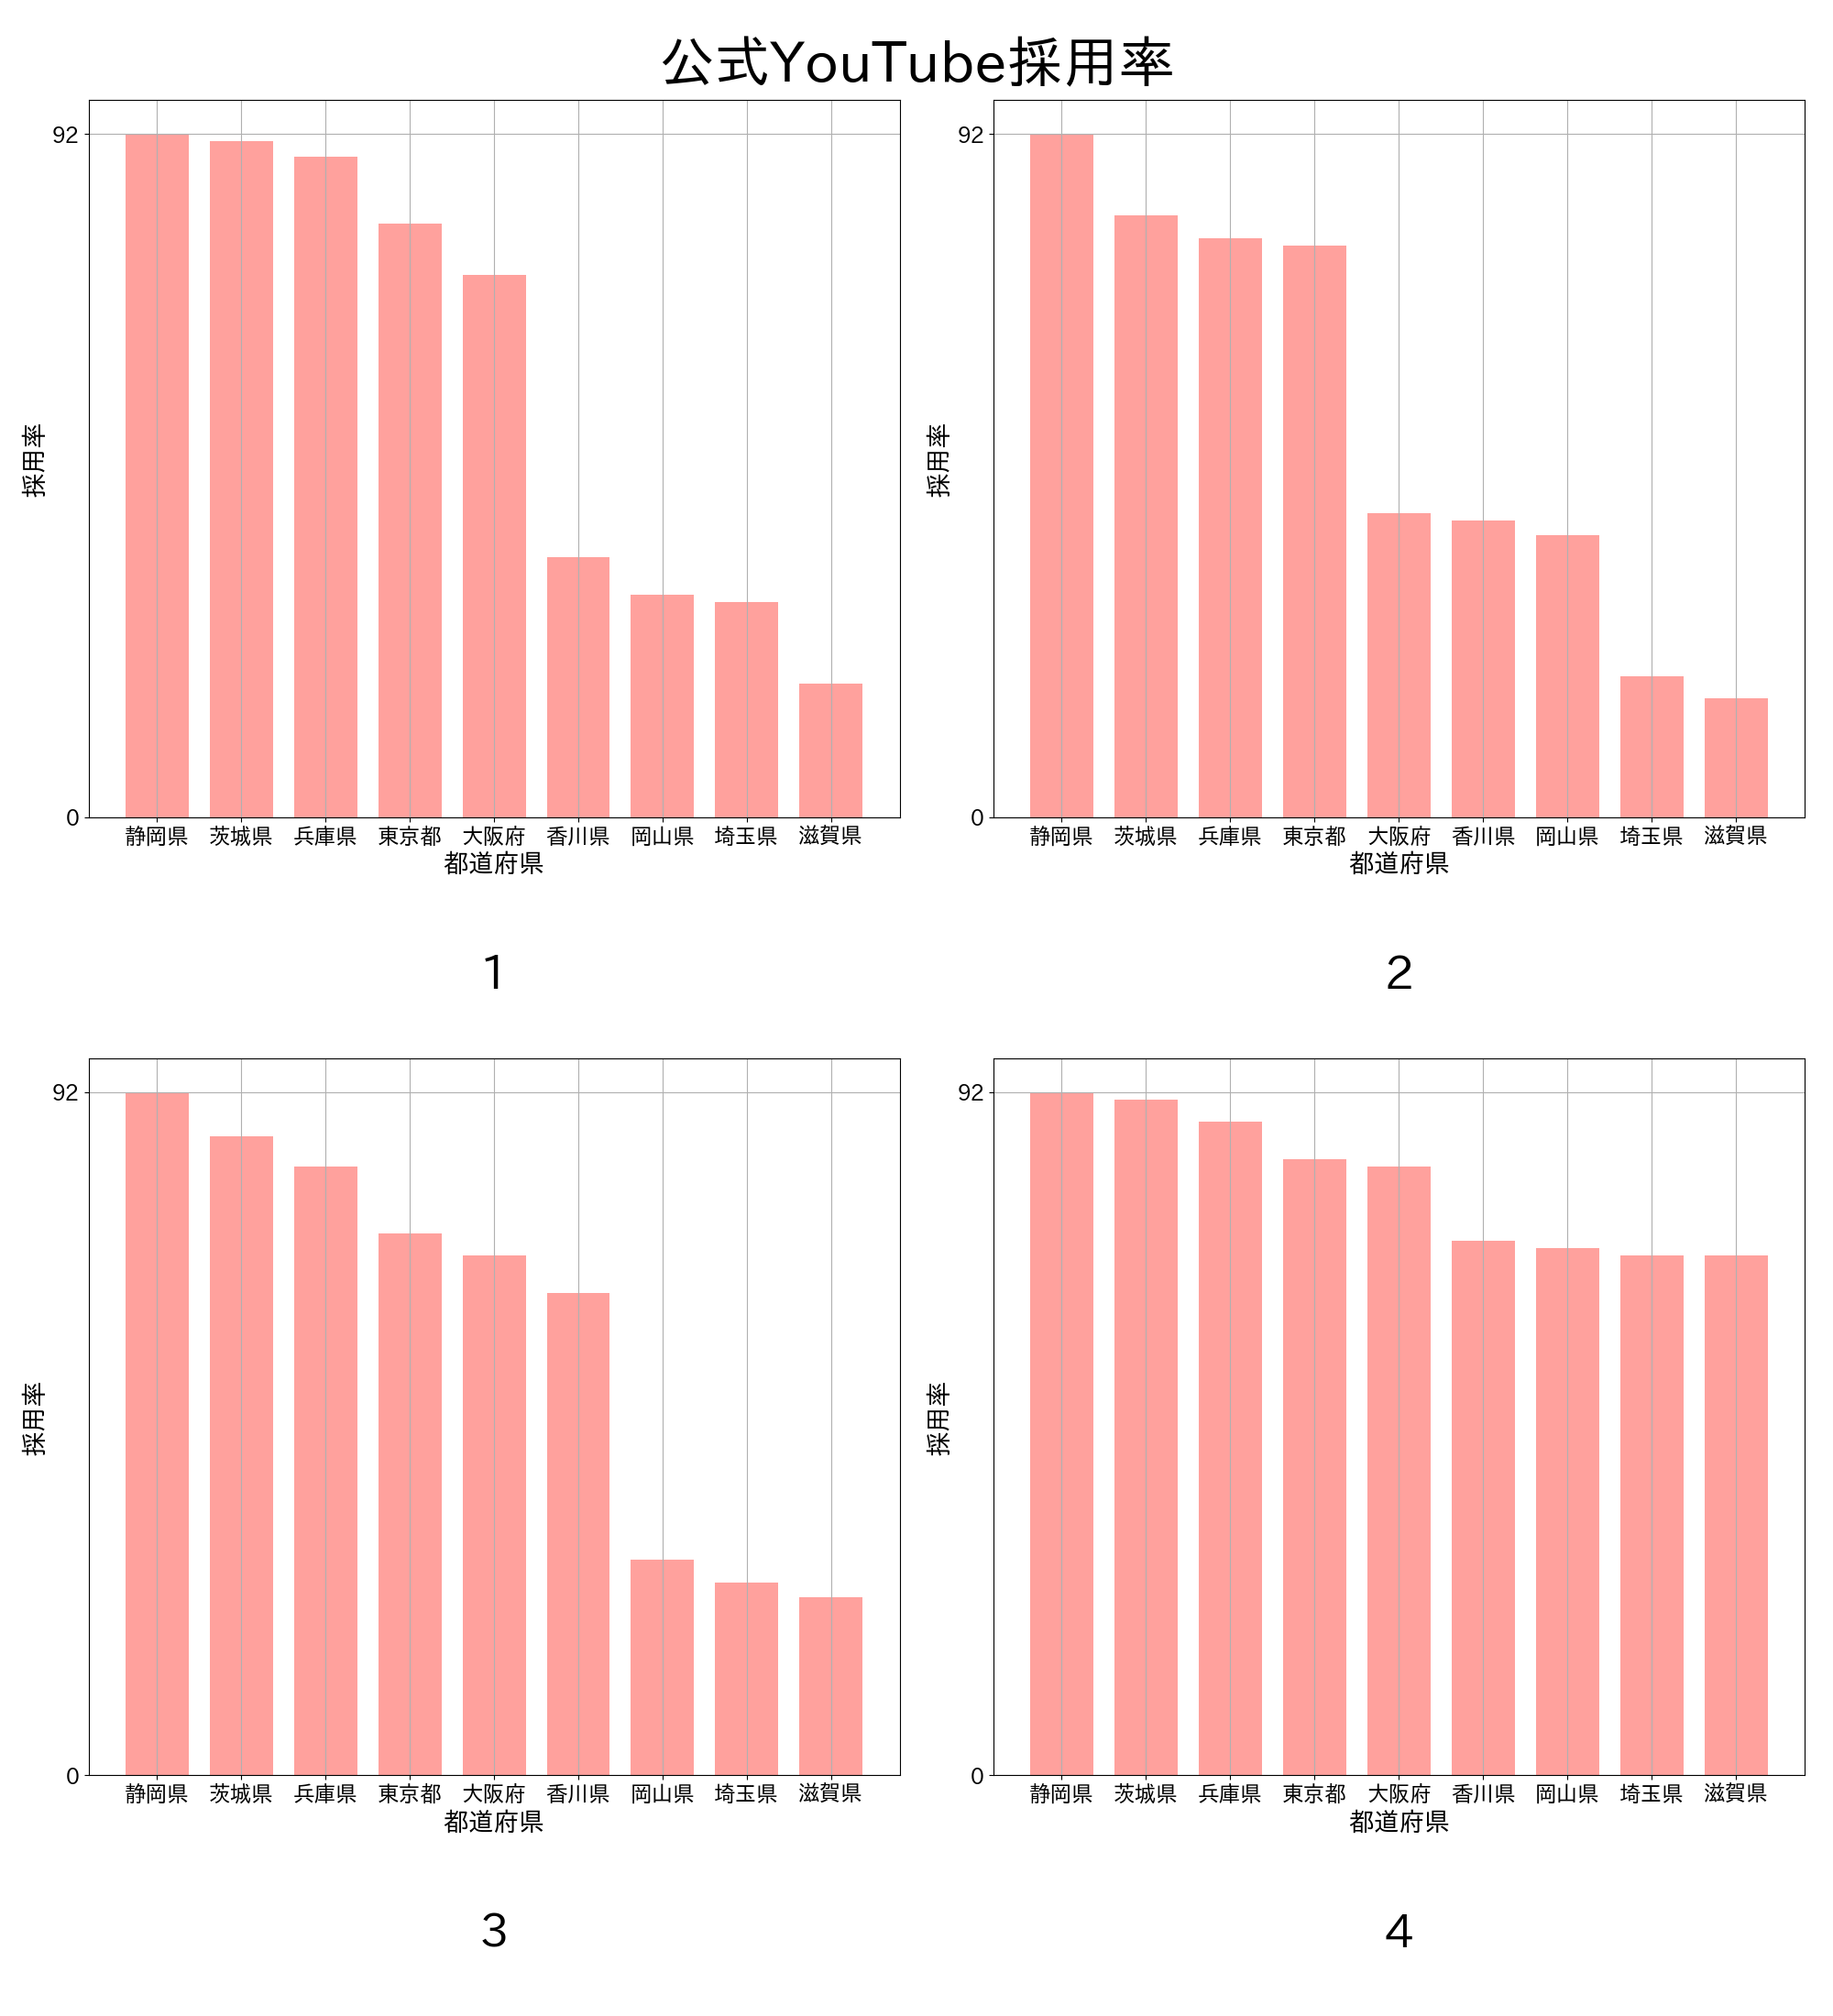 公式YouTube採用率
92
0
採用率
静岡県 茨城県 兵庫県 東京都 大阪府 香川県 岡山県 埼玉県 滋賀県
都道府県
1
92
0
採用率
静岡県 茨城県 兵庫県 東京都 大阪府 香川県 岡山県 埼玉県 滋賀県
都道府県
2
92
0
採用率
静岡県 茨城県 兵庫県 東京都 大阪府 香川県 岡山県 埼玉県 滋賀県
都道府県
3
92
0
採用率
静岡県 茨城県 兵庫県 東京都 大阪府 香川県 岡山県 埼玉県 滋賀県
都道府県
4